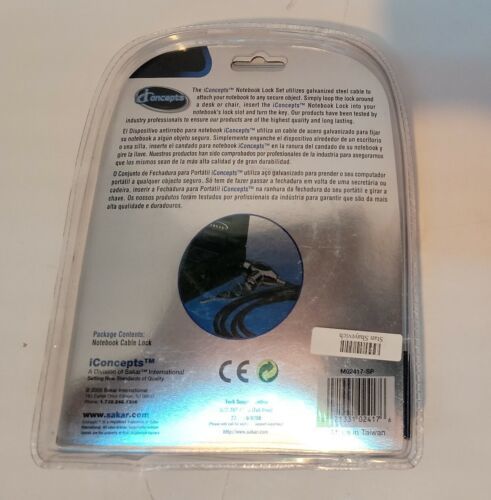 iConcepts
The iConcepts™ Notebook Lock Set utilizes galvanized steel cable to
attach your notebook to any secure object. Simply loop the lock around
a desk or chair, insert the iConcepts™ Notebook Lock into your
notebook's lock slot and turn the key. Our products have been tested by
industry professionals to ensure our products are of the highest quality and long lasting.
El Dispositivo antirrobo para notebook iConcepts™ utiliza un cable de acero galvanizado para fijar
su notebook a algun objeto seguro. Simplemente enganche el dispositivo alrededor de un escritorio
o una silla, inserte el candado para notebook iConcepts™ en la ranura del candado de su notebook y
gire la llave. Nuestros productos han sido comprobados por profesionales de la industria para asegurarnos
que los mismos sean de la más alta calidad y de gran durabilidad.
O Conjunto de Fechadura para Portátil iConcepts™ utiliza aço galvanizado para prender o seu computador
portátil a qualquer objecto seguro. Só tem de fazer passar a fechadura em volta de uma secretária ou
cadeira, inserir a Fechadura para Portátil iConcepts™ na ranhura da fechadura do seu portátil e girar a
chave. Os nossos produtos foram testados por profissionais da indústria para garantir que são da mais
alta qualidade e duradouros.
Package Contents:
Notebook Cable Lock
Stan Shayevich
iConcepts™
A Division of Sakar™ International
Setting New Standards of Quality.
CE
M02417-SP
© 2005 Sakar International
www.sakar.com
http://www.sakar.com
Made in Taiwan